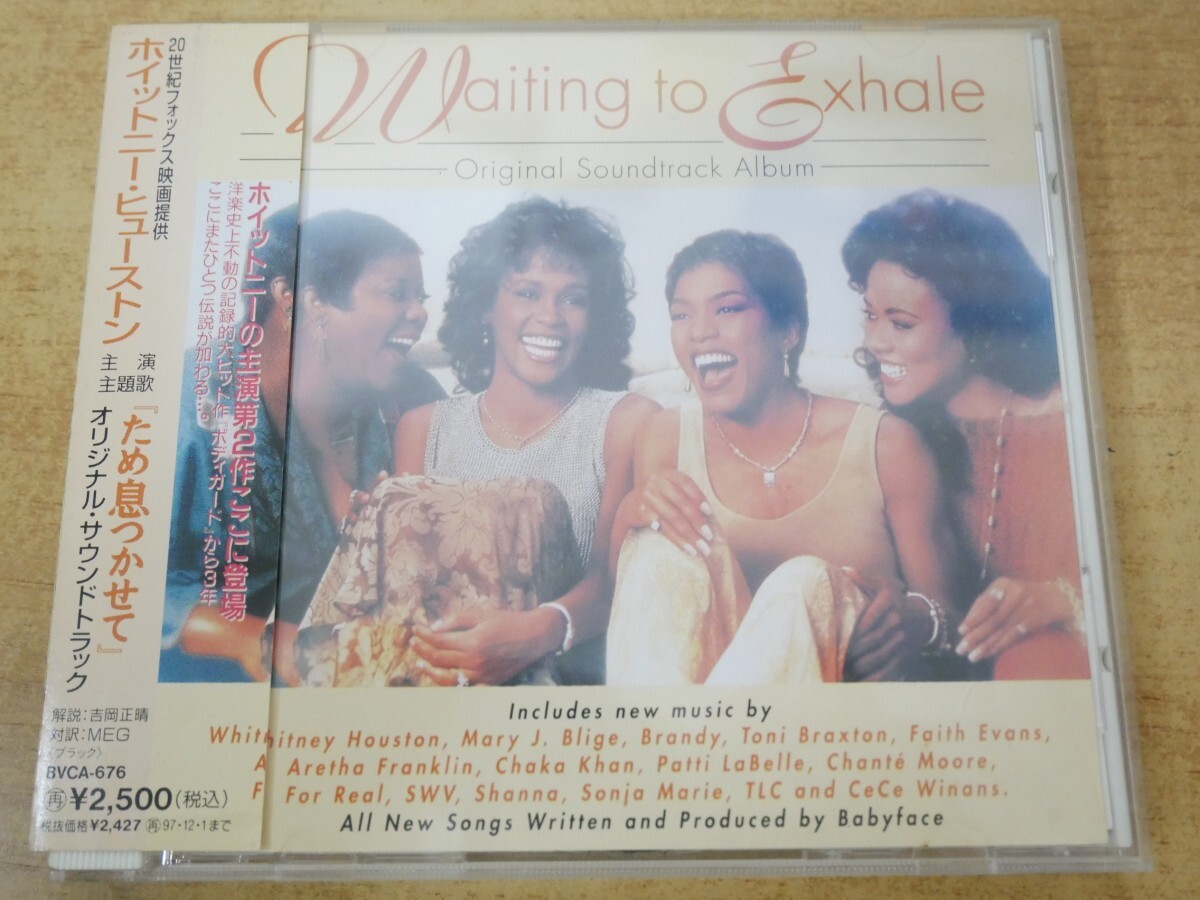 20世紀フォックス映画提供
ホイットニー・ヒューストン
主演
主題歌
『ため息つかせて』
オリジナル・サウンドトラック
解説:吉岡正晴
対訳:MEG
〈ブラック〉
BVCA-676
再¥2,500(税込)
税抜価格¥2,427 再97・12・1まで
ホイットニーの主演第2作ここに登場
洋楽史上不動の記録的大ヒット作『ボディガード』から3年
ここにまたひとつ伝説が加わる…。
Waiting to Exhale
Original Soundtrack Album
Includes new music by
Whitney Houston, Mary J. Blige, Brandy, Toni Braxton, Faith Evans,
Aretha Franklin, Chaka Khan, Patti LaBelle, Chanté Moore,
For Real, SWV, Shanna, Sonja Marie, TLC and CeCe Winans.
All New Songs Written and Produced by Babyface